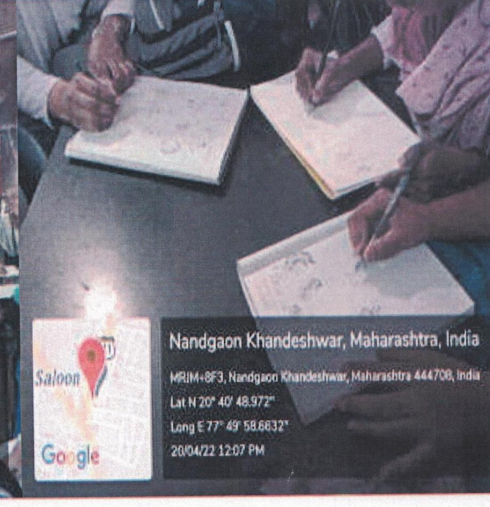 Nandgaon Khandeshwar, Maharashtra, India
MRJM+8F3, Nandgaon Khandeshwar, Maharashtra 444708, India
Lat N 20° 40' 48.972"
Long E 77° 49' 58.6632"
20/04/22 12:07 PM
Saloon
Google